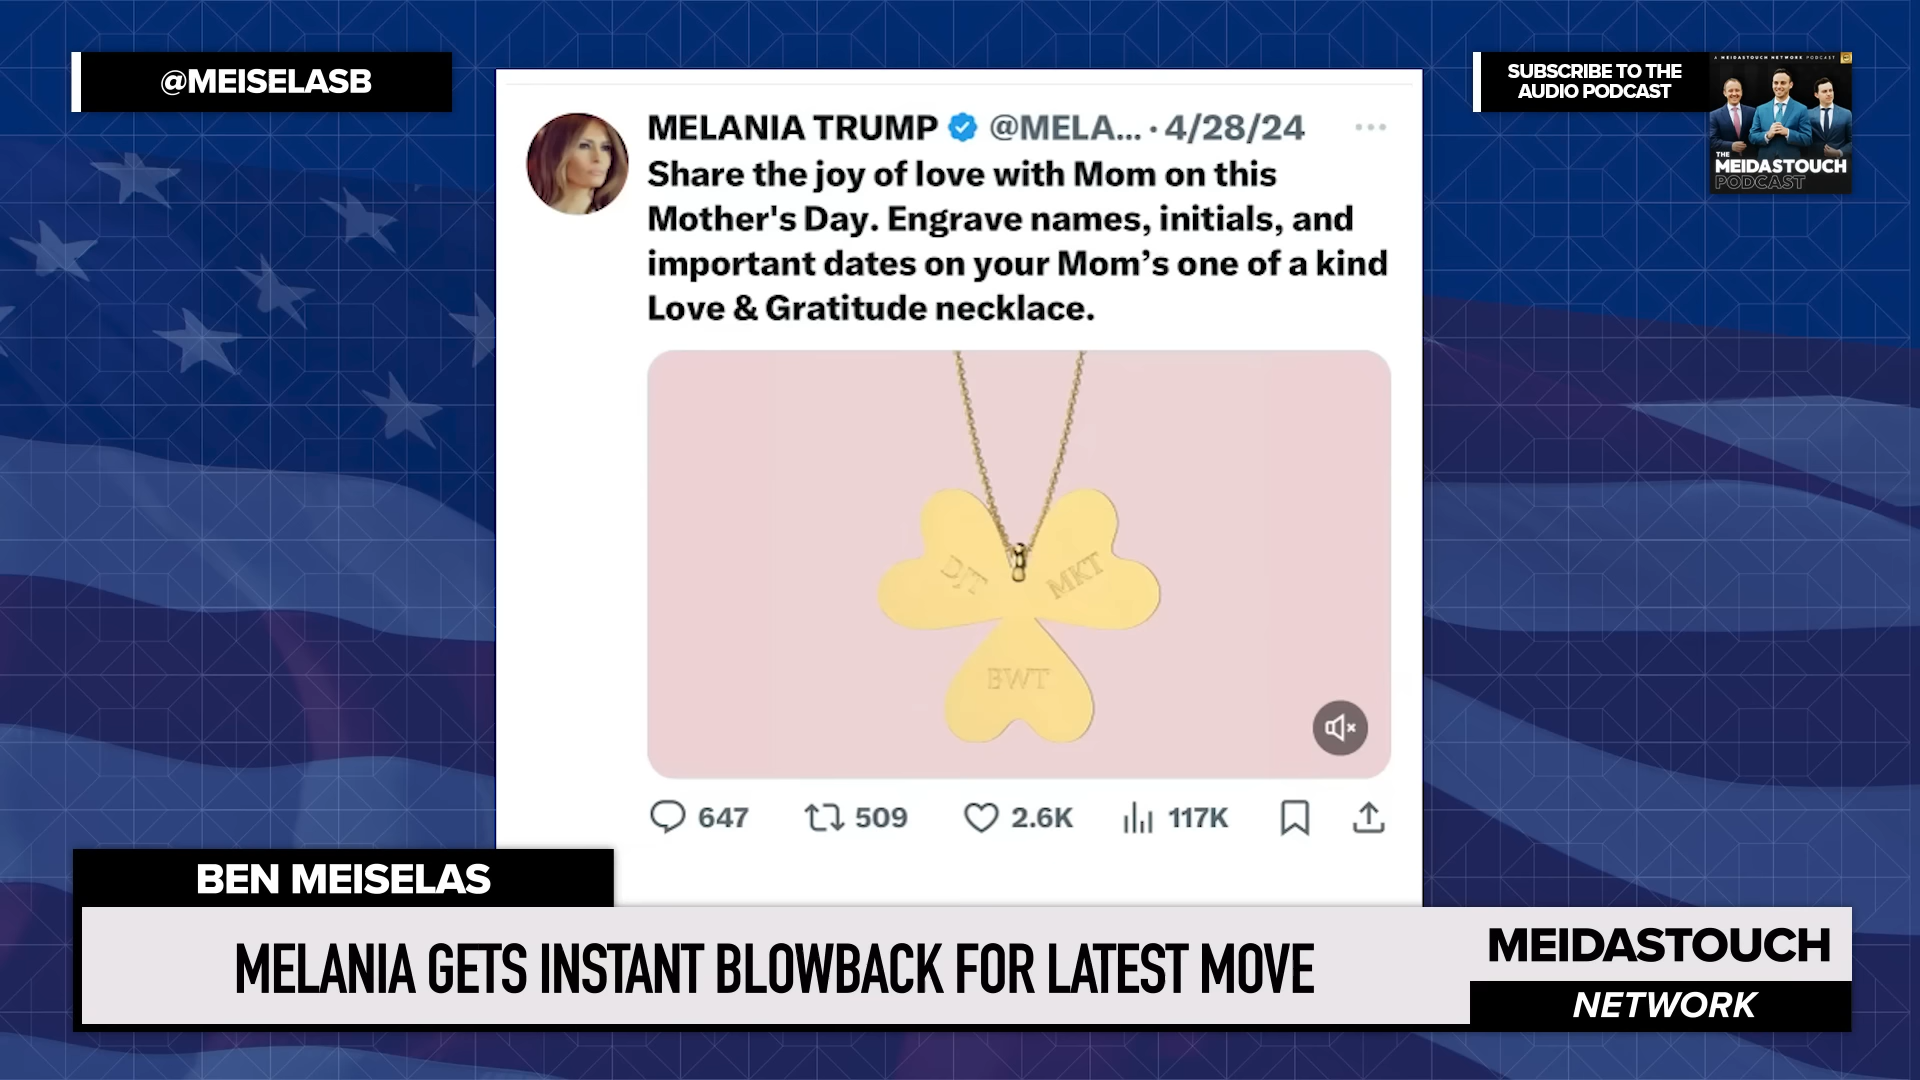 @MEISELASB
SUBSCRIBE TO THE
AUDIO PODCAST
A MEIDASTOUCH NETWORK PODCAST
THE
MEIDASTOUCH
PODCAST
MELANIA TRUMP @MELA... · 4/28/24
Share the joy of love with Mom on this
Mother's Day. Engrave names, initials, and
important dates on your Mom’s one of a kind
Love & Gratitude necklace.
DJT
MKT
BWT
647 509 2.6K 117K
BEN MEISELAS
MELANIA GETS INSTANT BLOWBACK FOR LATEST MOVE
MEIDASTOUCH
NETWORK